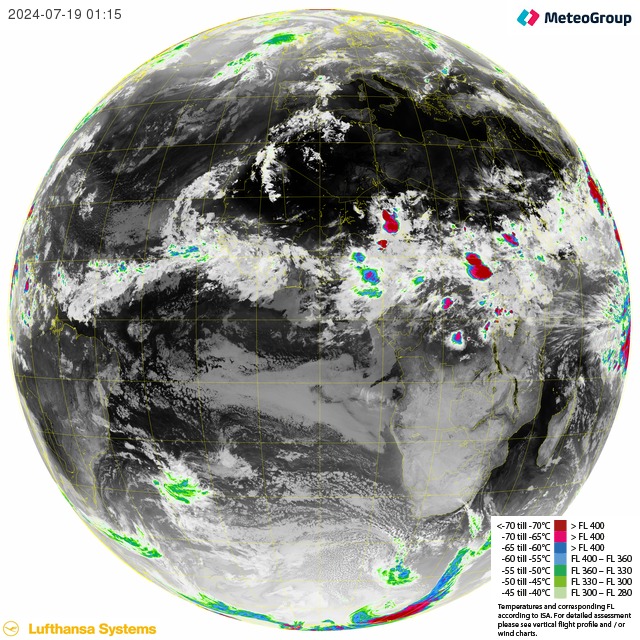 2024-07-19 01:15
MeteoGroup
<-70 till -70°C > FL 400
-70 till -65°C > FL 400
-65 till -60°C > FL 400
-60 till -55°C FL 400 – FL 360
-55 till -50°C FL 360 – FL 330
-50 till -45°C FL 330 – FL 300
-45 till -40°C FL 300 – FL 280
Temperatures and corresponding FL
according to ISA. For detailed assessment
please see vertical flight profile and / or
wind charts.
Lufthansa Systems